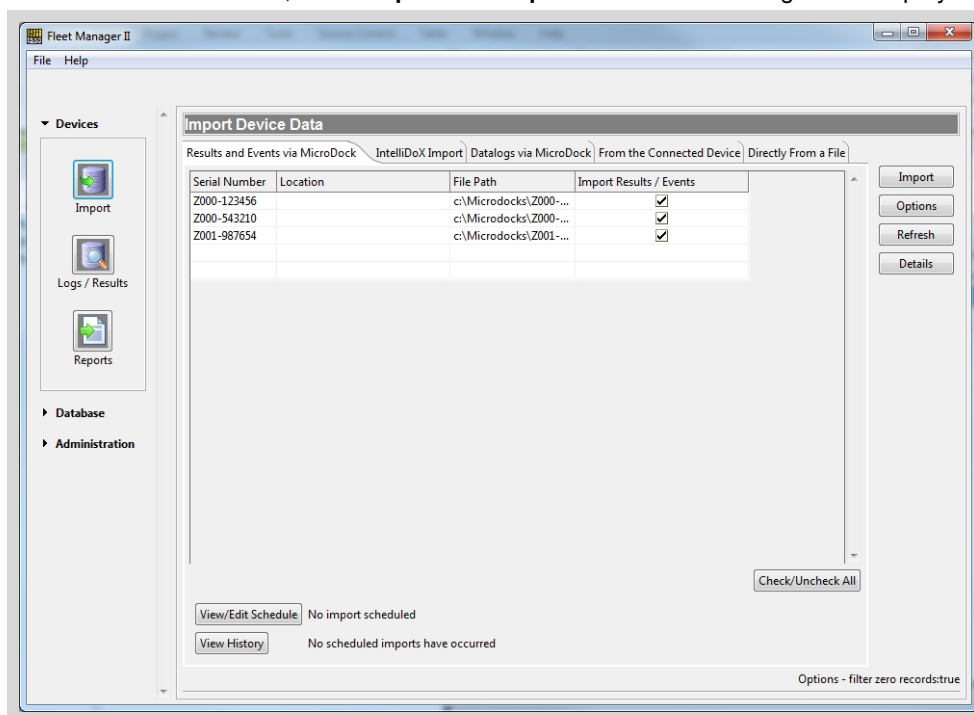 Fleet Manager II
File Help
Devices
Import
Logs / Results
Reports
Database
Administration
Import Device Data
Results and Events via MicroDock IntelliDoX Import Datalogs via MicroDock From the Connected Device Directly From a File
Serial Number Location File Path Import Results / Events
Z000-123456 c:\Microdocks\Z000-...
Z000-543210 c:\Microdocks\Z000-...
Z001-987654 c:\Microdocks\Z001-...
Import
Options
Refresh
Details
Check/Uncheck All
View/Edit Schedule No import scheduled
View History No scheduled imports have occurred
Options - filter zero records:true